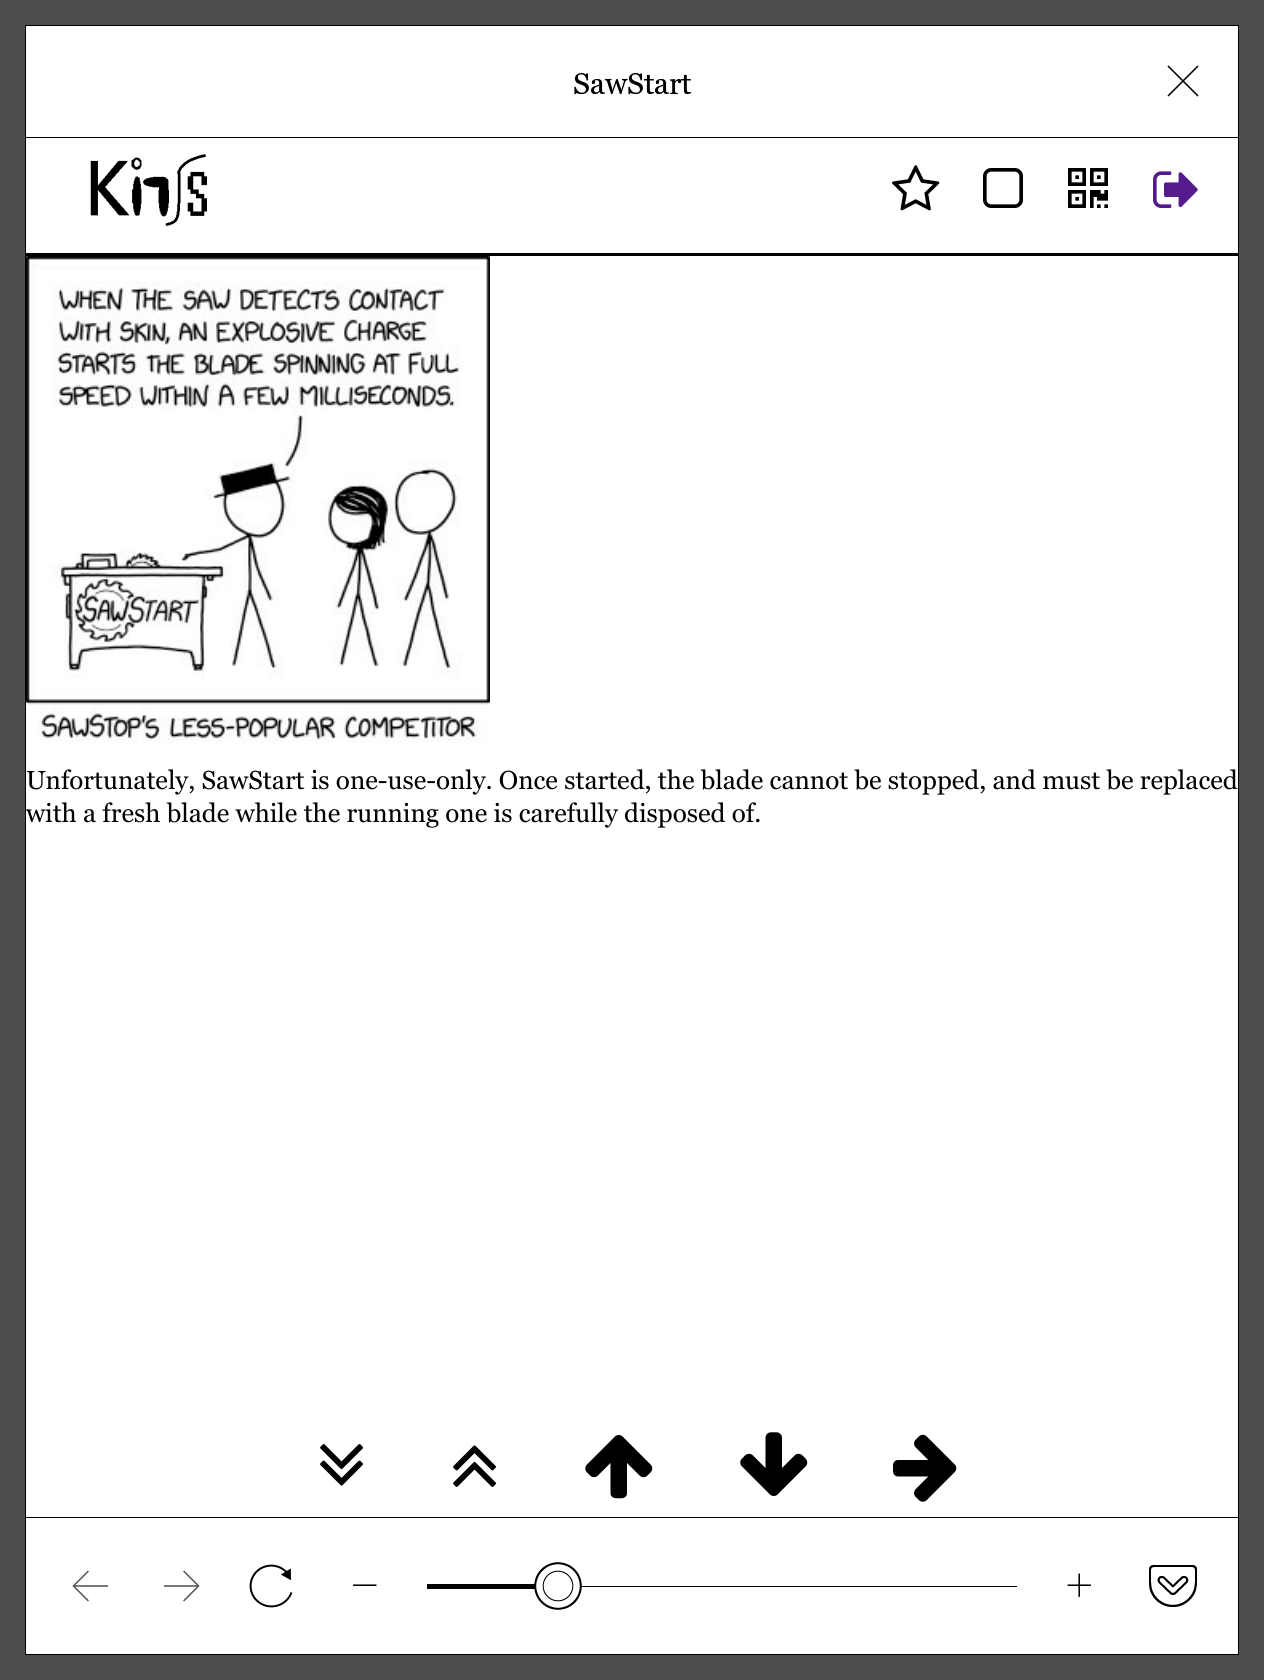 SawStart
KinS
WHEN THE SAW DETECTS CONTACT
WITH SKIN, AN EXPLOSIVE CHARGE
STARTS THE BLADE SPINNING AT FULL
SPEED WITHIN A FEW MILLISECONDS.
SAWSTART
SAWSTOP'S LESS-POPULAR COMPETITOR
Unfortunately, SawStart is one-use-only. Once started, the blade cannot be stopped, and must be replaced
with a fresh blade while the running one is carefully disposed of.